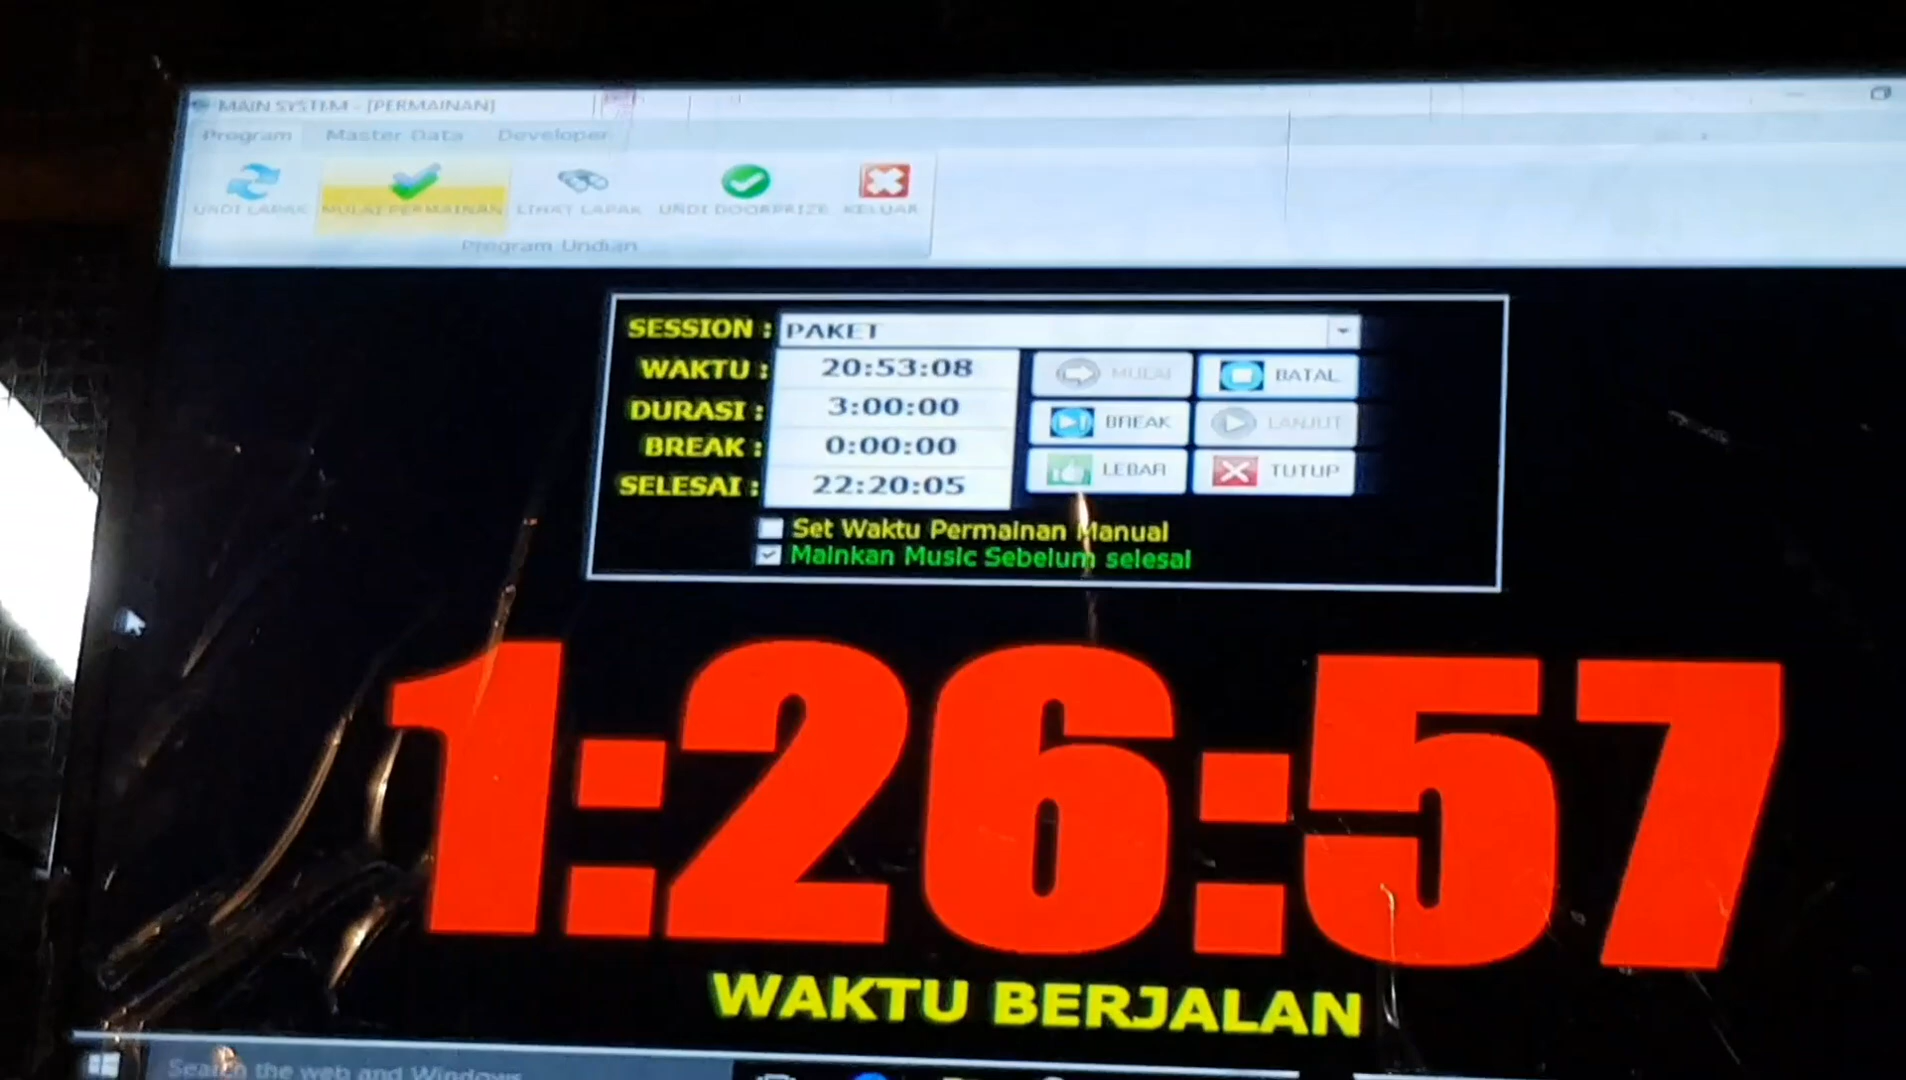 MAIN SYSTEM - [PERMAINAN]
Program Master Data Developer
UNDI LAPAK MULAI PERMAINAN LIHAT LAPAK UNDI DOORPRIZE KELUAR
Program Undian
SESSION : PAKET
WAKTU : 20:53:08 MULAI BATAL
DURASI : 3:00:00 BREAK LANJUT
BREAK : 0:00:00
SELESAI : 22:20:05 LEBAR TUTUP
Set Waktu Permainan Manual
Mainkan Music Sebelum selesai
1:26:57
WAKTU BERJALAN
Search the web and Windows